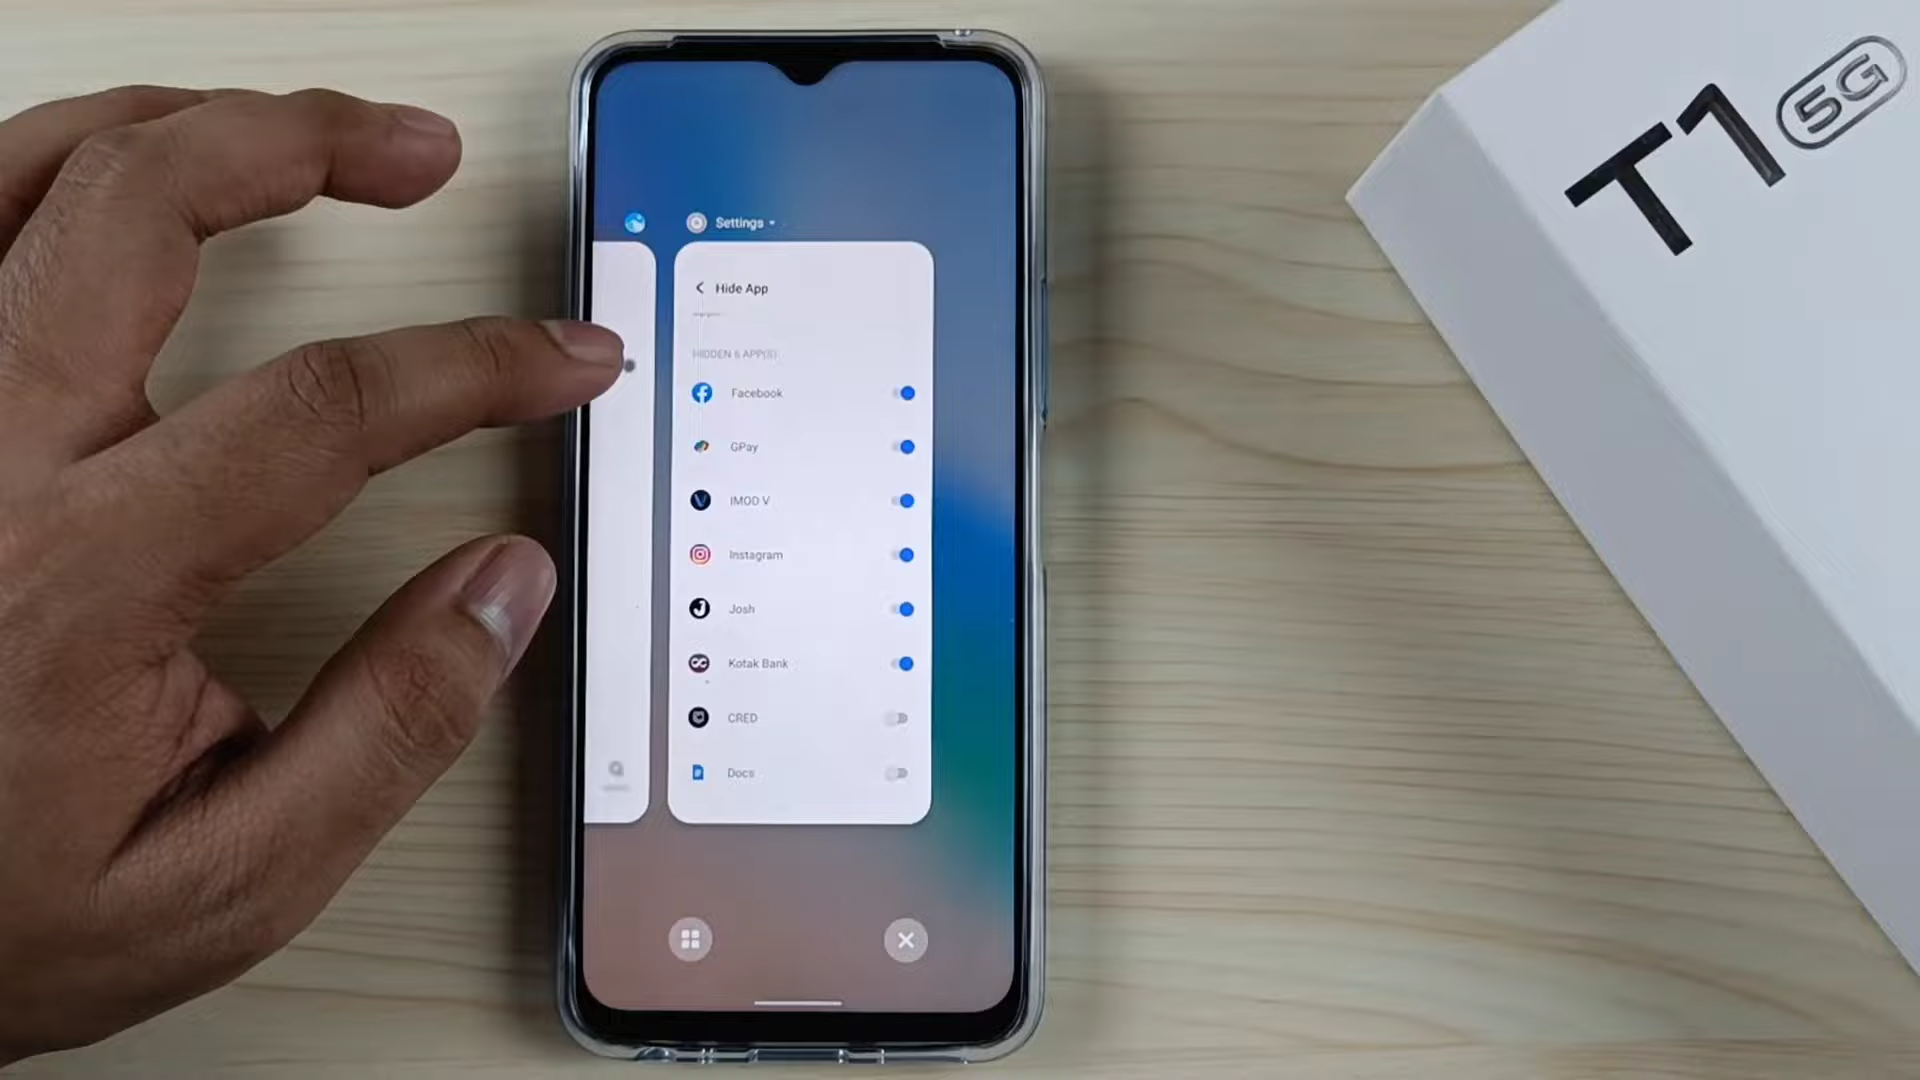 T1 5G
Settings
Hide App
HIDDEN 6 APP(S)
Facebook
GPay
IMOD V
Instagram
Josh
Kotak Bank
CRED
Docs